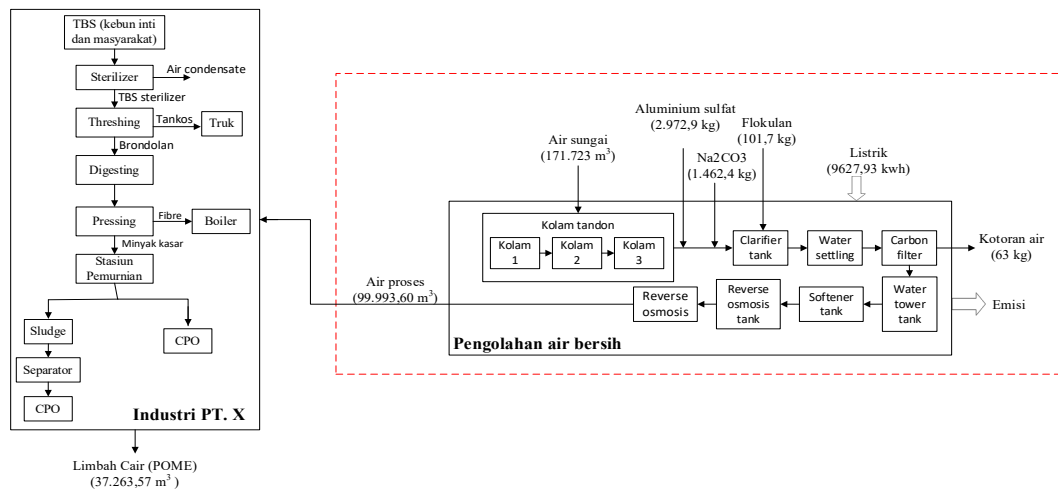 TBS (kebun inti
dan masyarakat)
Sterilizer
Air condensate
TBS sterilizer
Threshing
Tankos
Truk
Brondolan
Digesting
Pressing
Fibre
Boiler
Minyak kasar
Stasiun
Pemurnian
Sludge
CPO
Separator
CPO
Industri PT. X
Limbah Cair (POME)
(37.263,57 m³ )
Air proses
(99.993,60 m³)
Air sungai
(171.723 m³)
Aluminium sulfat
(2.972,9 kg)
Na2CO3
(1.462,4 kg)
Flokulan
(101,7 kg)
Listrik
(9627,93 kwh)
Kolam tandon
Kolam
1
Kolam
2
Kolam
3
Clarifier
tank
Water
settling
Carbon
filter
Kotoran air
(63 kg)
Reverse
osmosis
Reverse
osmosis
tank
Softener
tank
Water
tower
tank
Emisi
Pengolahan air bersih